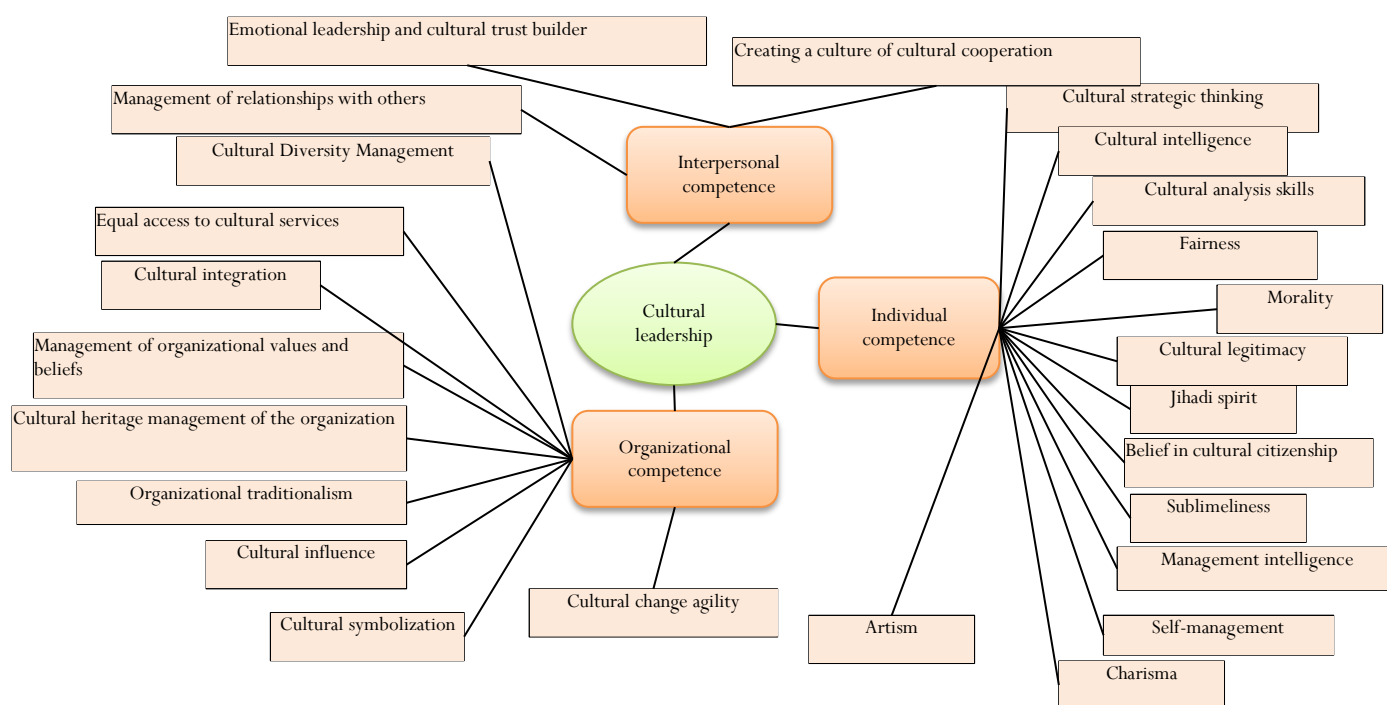 Emotional leadership and cultural trust builder
Creating a culture of cultural cooperation
Management of relationships with others
Cultural strategic thinking
Cultural Diversity Management
Cultural intelligence
Interpersonal
competence
Cultural analysis skills
Equal access to cultural services
Fairness
Cultural integration
Morality
Cultural
leadership
Individual
competence
Management of organizational values and
beliefs
Cultural legitimacy
Jihadi spirit
Cultural heritage management of the organization
Organizational
competence
Belief in cultural citizenship
Organizational traditionalism
Sublimeliness
Cultural influence
Management intelligence
Cultural change agility
Cultural symbolization
Artism
Self-management
Charisma